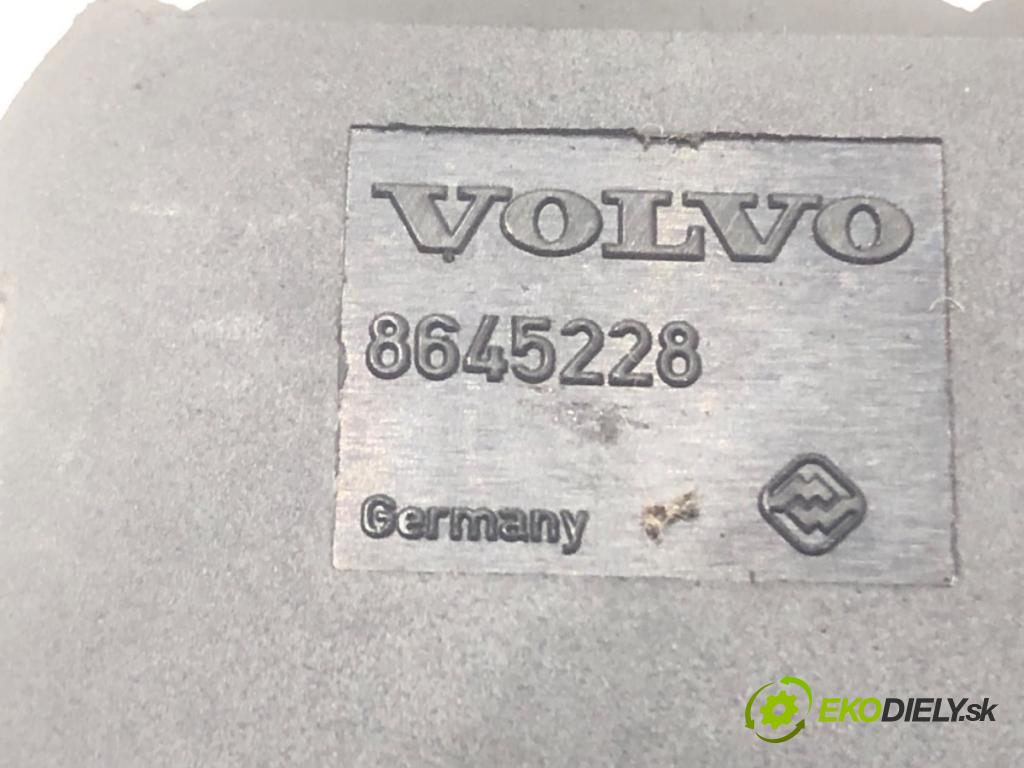 VOLVO
8645228
Germany
EKODIELY.sk